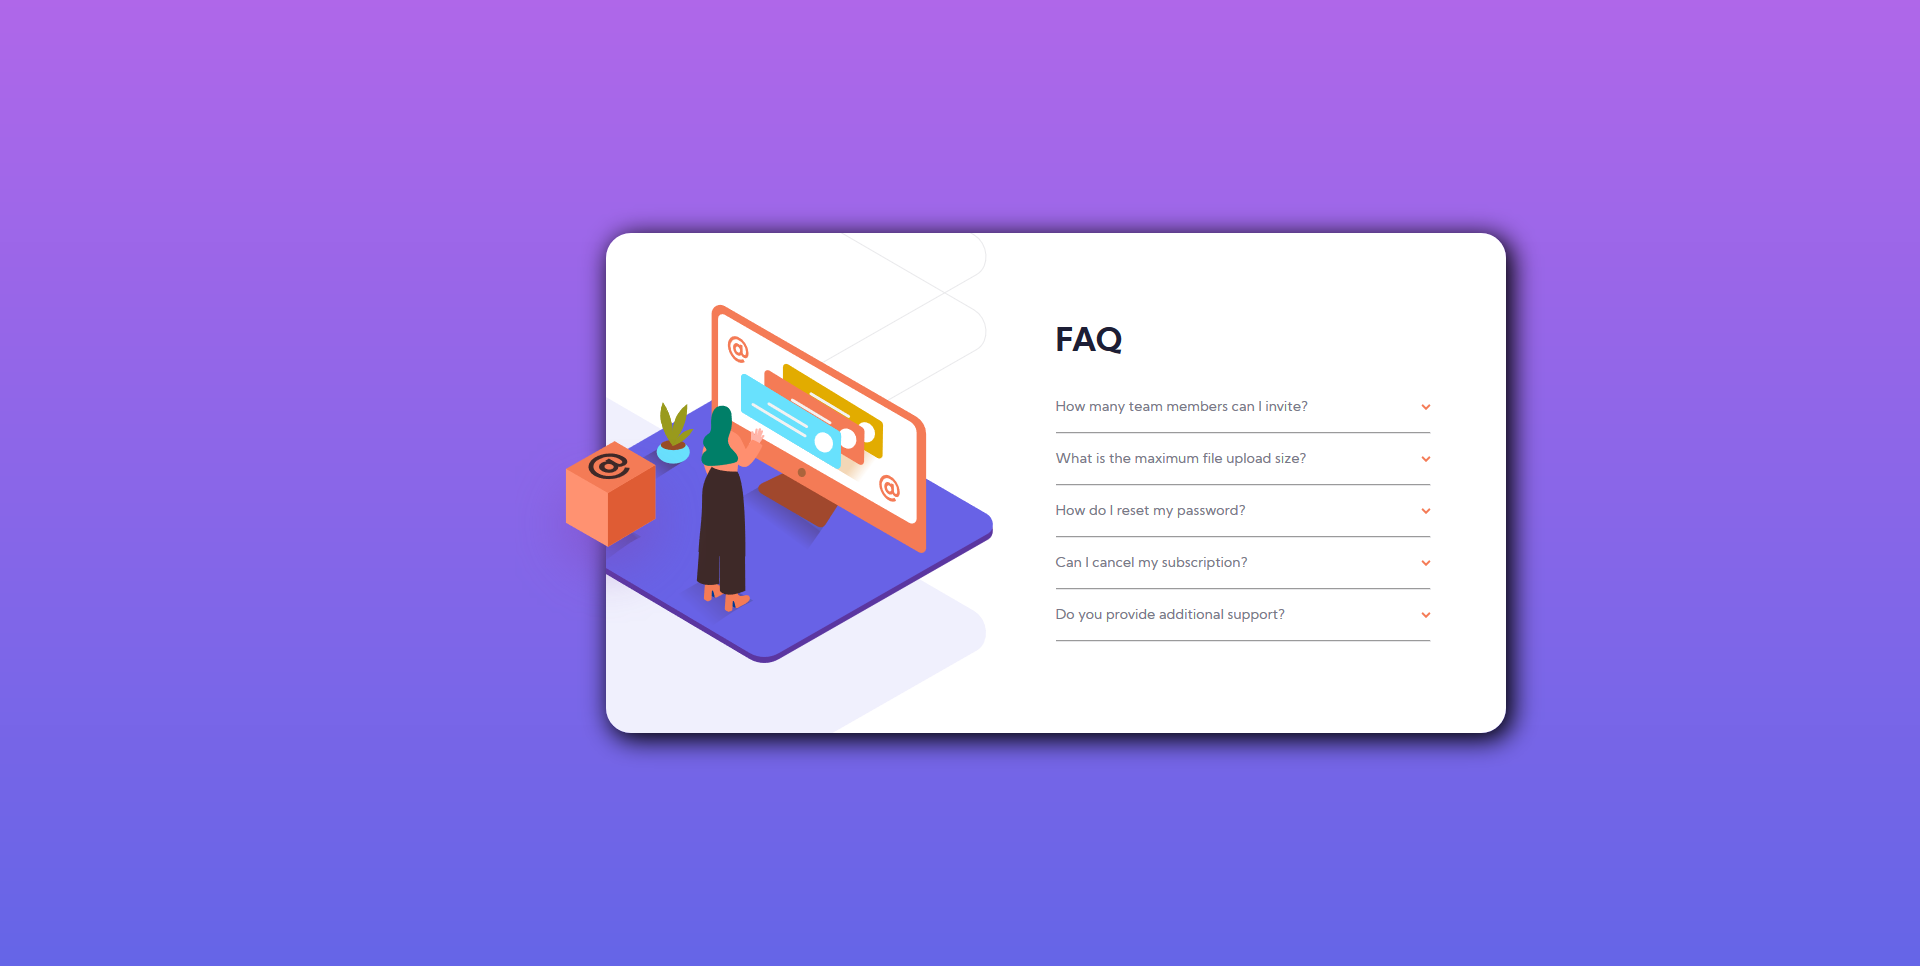 @
@
@
FAQ
How many team members can I invite?
What is the maximum file upload size?
How do I reset my password?
Can I cancel my subscription?
Do you provide additional support?